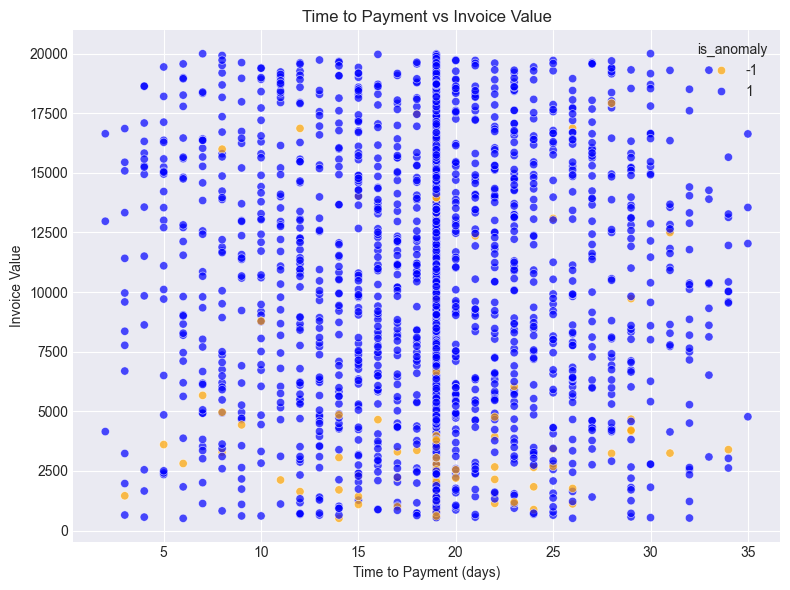 Time to Payment vs Invoice Value
is_anomaly
-1
1
20000
17500
15000
12500
10000
7500
5000
2500
0
Invoice Value
5 10 15 20 25 30 35
Time to Payment (days)